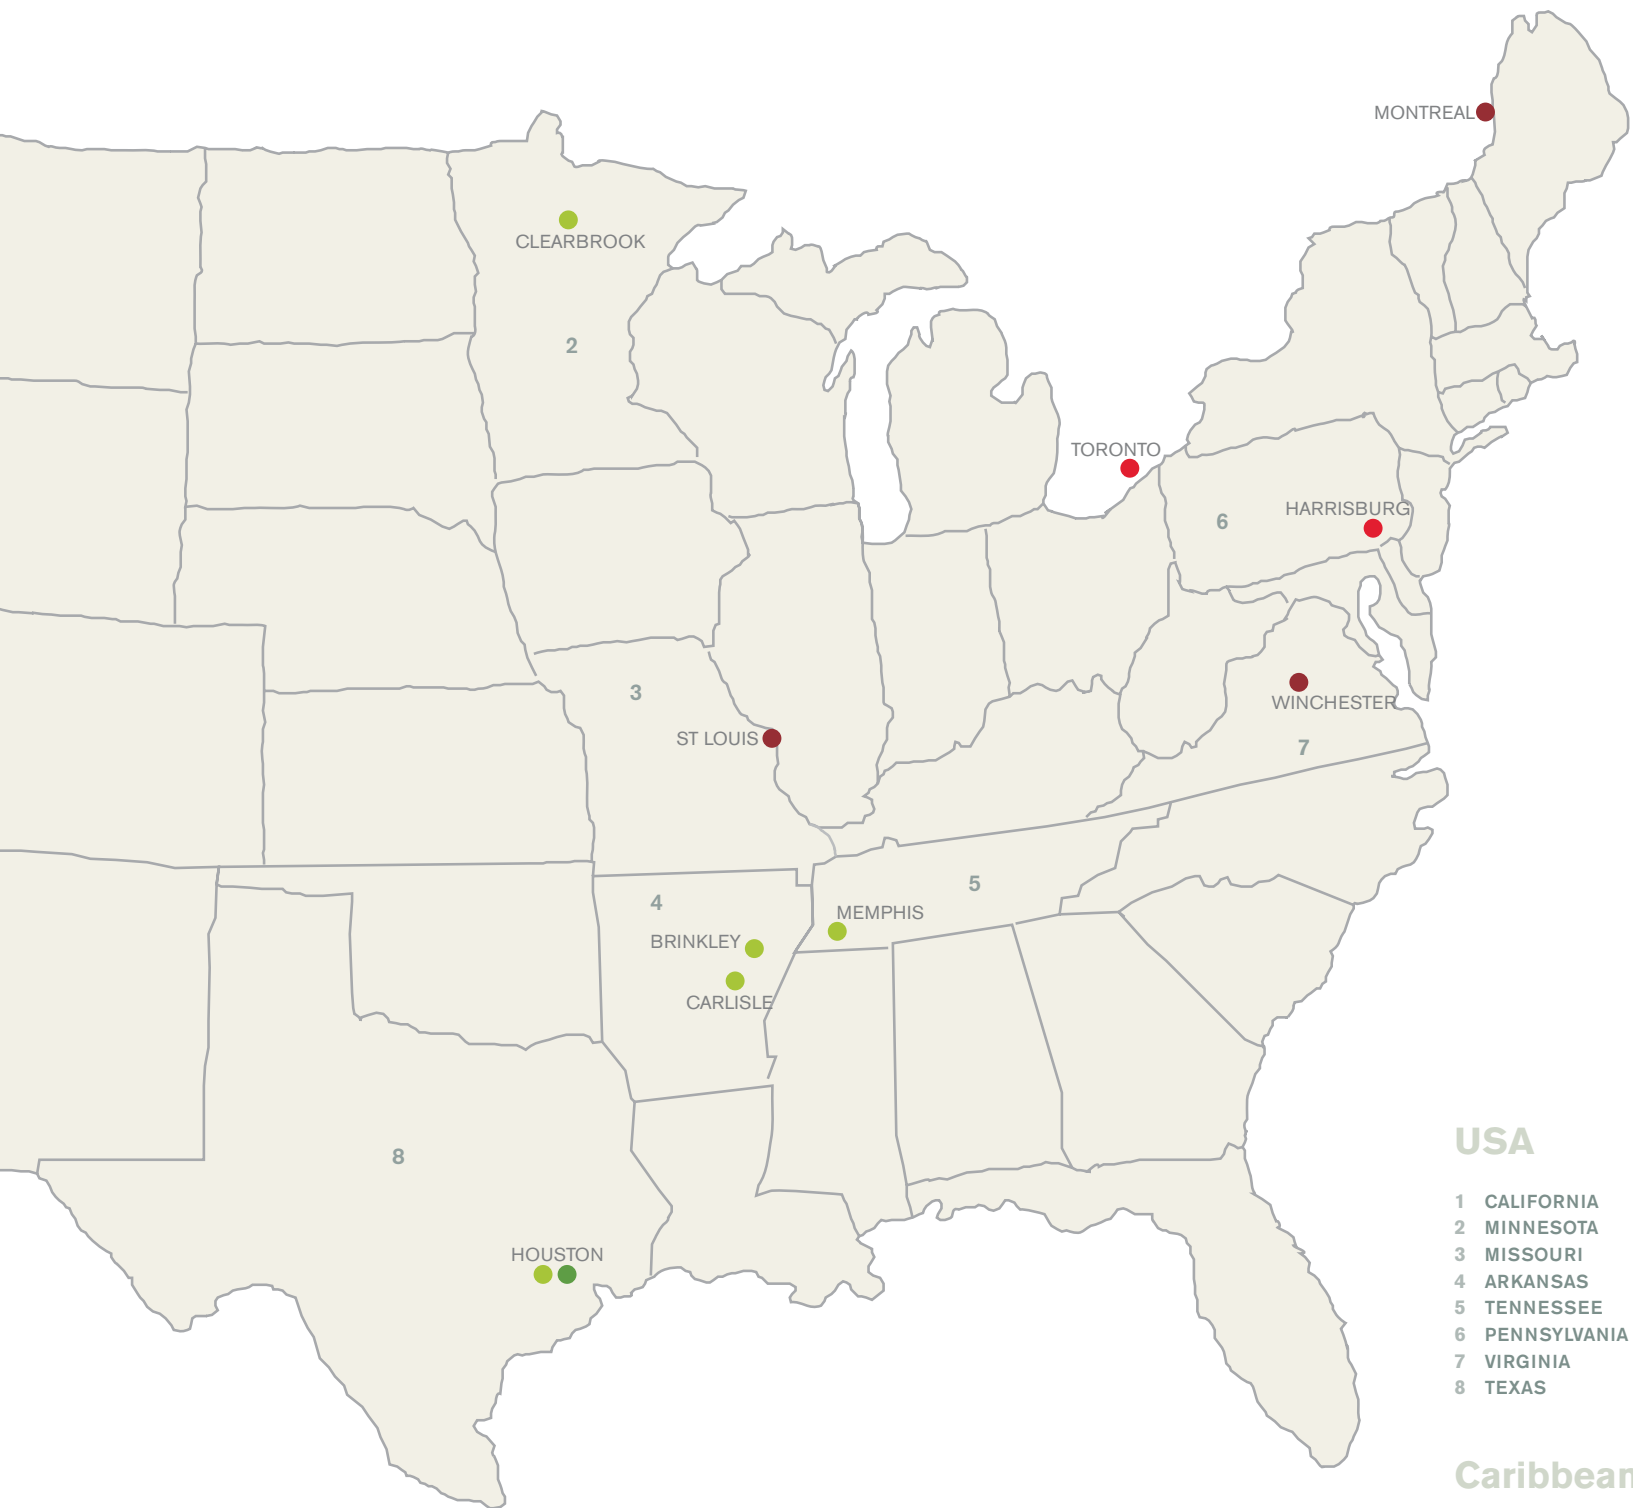 MONTREAL
CLEARBROOK
2
TORONTO
HARRISBURG
6
3
WINCHESTER
ST LOUIS
7
5
4
MEMPHIS
BRINKLEY
CARLISLE
8
HOUSTON
USA
1 CALIFORNIA
2 MINNESOTA
3 MISSOURI
4 ARKANSAS
5 TENNESSEE
6 PENNSYLVANIA
7 VIRGINIA
8 TEXAS
Caribbean